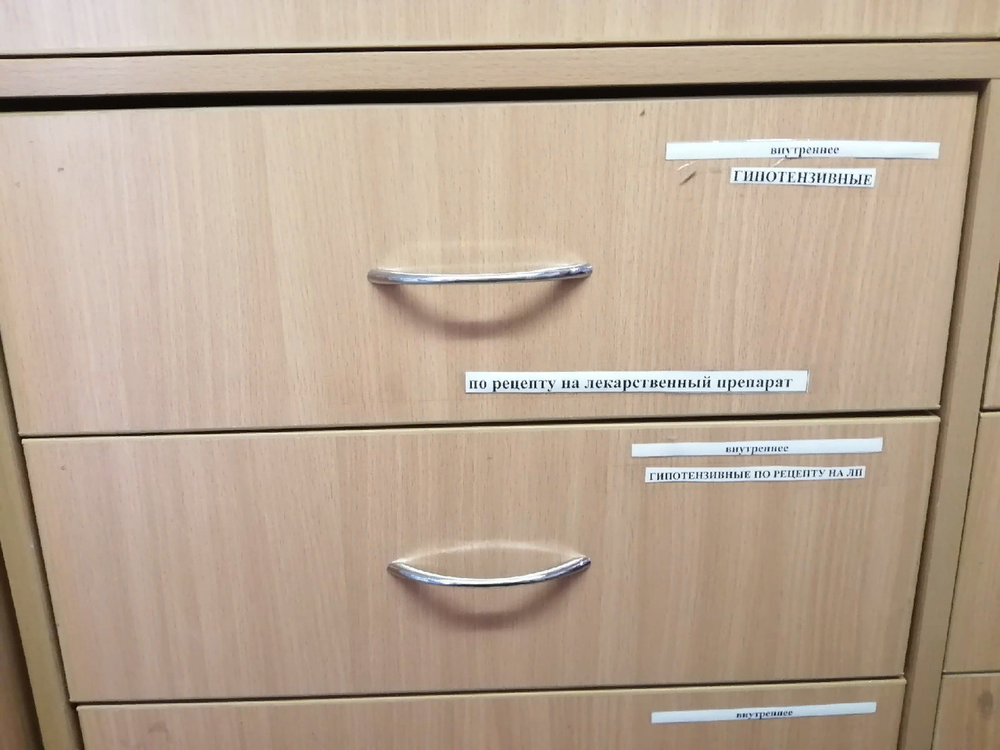 внутреннее
ГИПОТЕНЗИВНЫЕ
по рецепту на лекарственный препарат
внутреннее
ГИПОТЕНЗИВНЫЕ ПО РЕЦЕПТУ НА ЛП
внутреннее